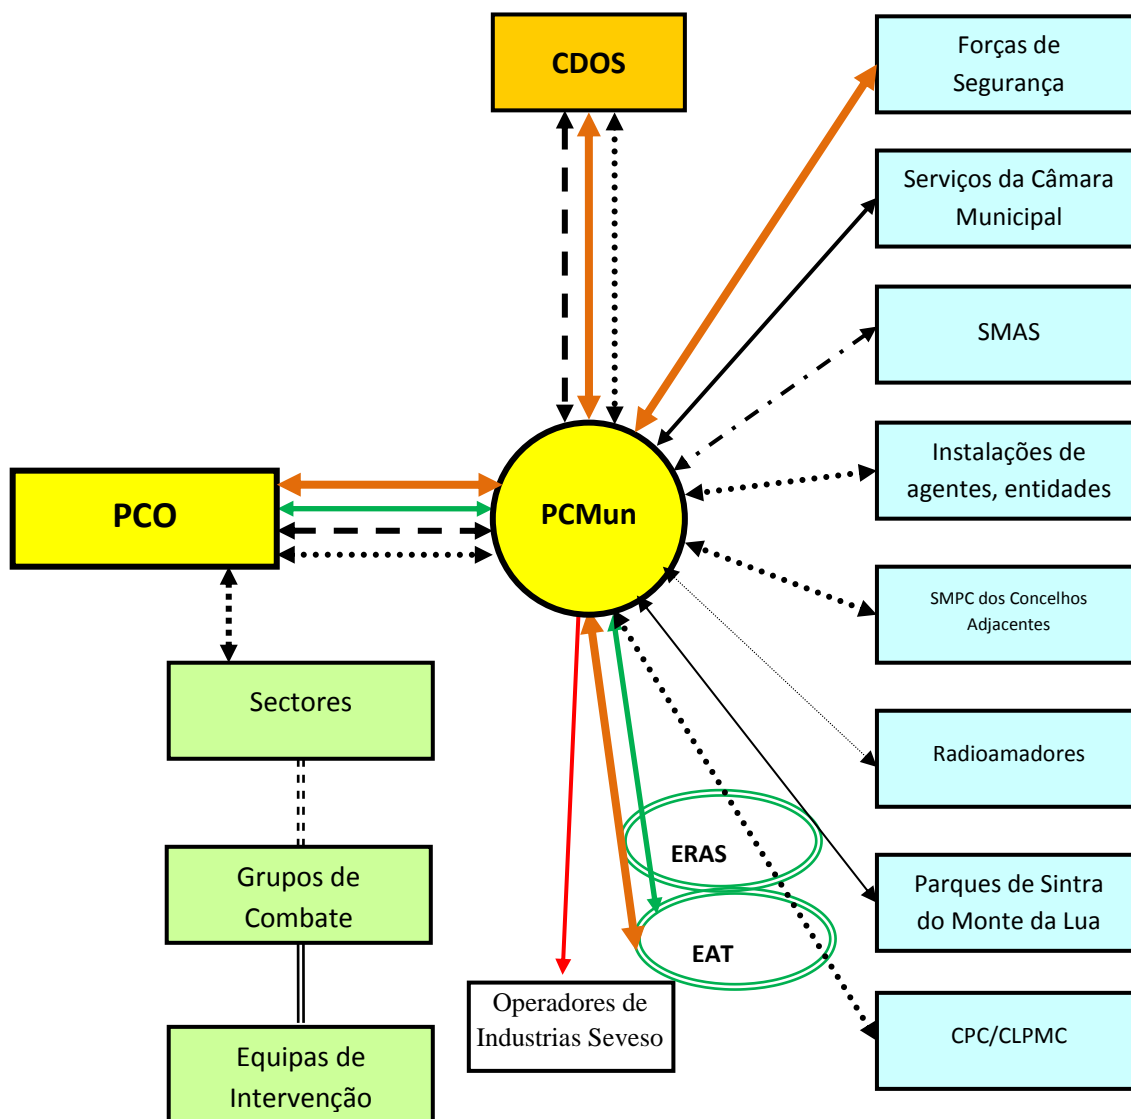 CDOS
Forças de
Segurança
Serviços da Câmara
Municipal
SMAS
Instalações de
agentes, entidades
PCO
PCMun
SMPC dos Concelhos
Adjacentes
Sectores
Radioamadores
ERAS
Grupos de
Combate
Parques de Sintra
do Monte da Lua
EAT
Operadores de
Industrias Seveso
CPC/CLPMC
Equipas de
Intervenção